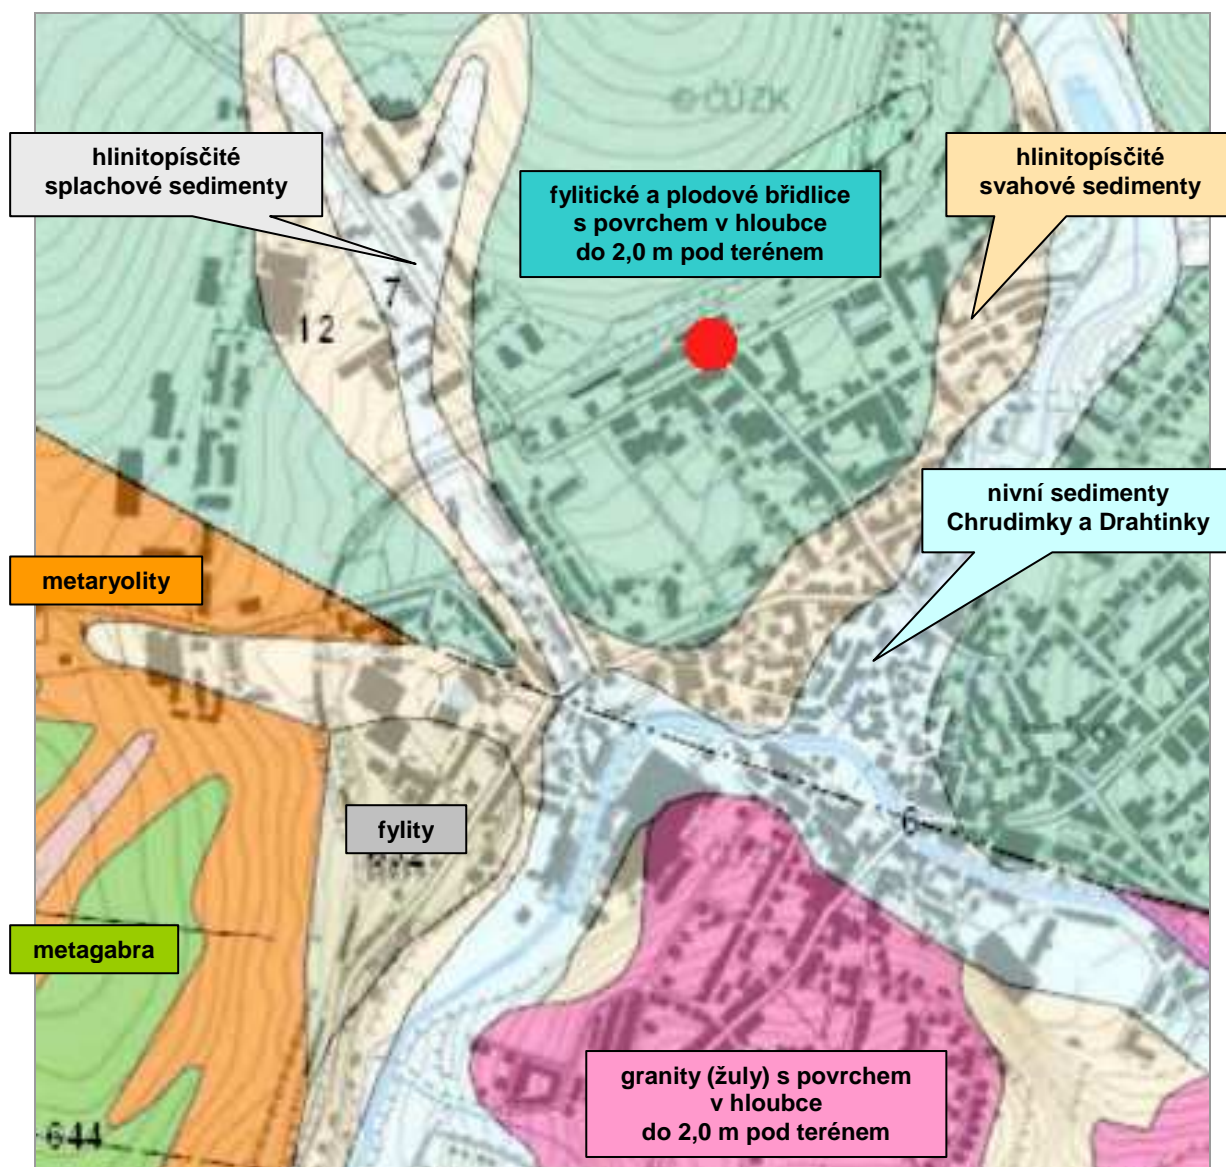 © ČÚZK
hlinitopísčité
splachové sedimenty
hlinitopísčité
svahové sedimenty
fylitické a plodové břidlice
s povrchem v hloubce
do 2,0 m pod terénem
7
12
nivní sedimenty
Chrudimky a Drahtinky
metaryolity
fylity
6
metagabra
granity (žuly) s povrchem
v hloubce
do 2,0 m pod terénem
644